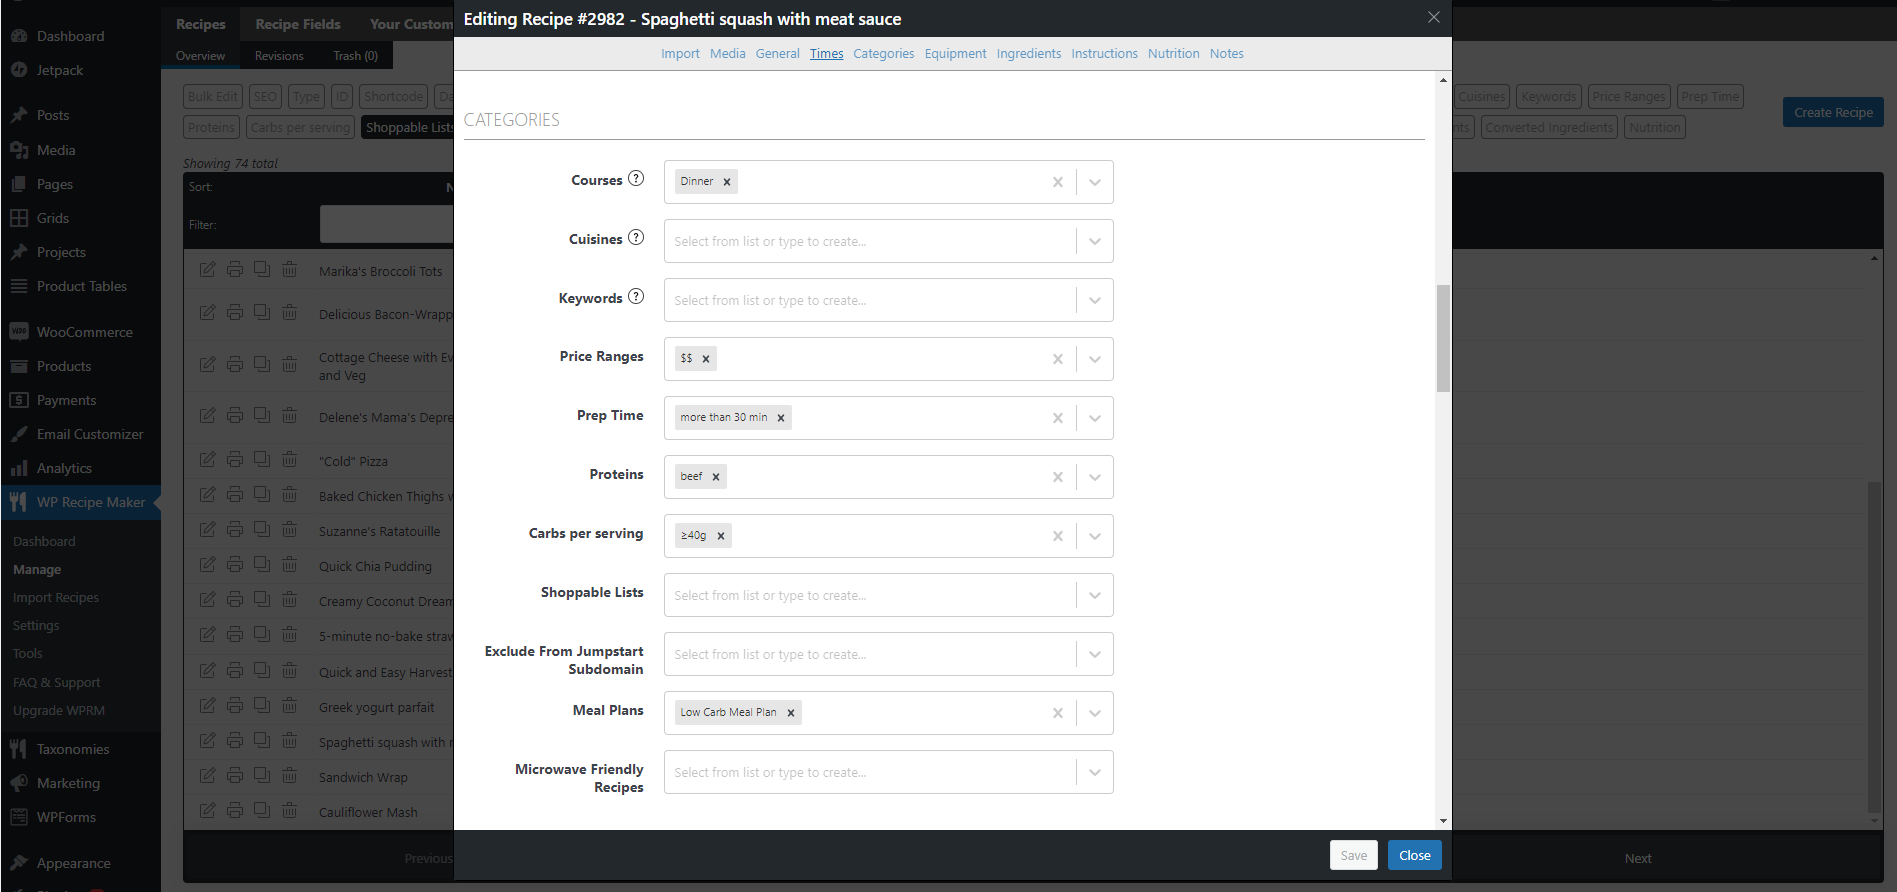 Dashboard
Jetpack
Posts
Media
Pages
Grids
Projects
Product Tables
WooCommerce
Products
Payments
Email Customizer
Analytics
WP Recipe Maker
Dashboard
Manage
Import Recipes
Settings
Tools
FAQ & Support
Upgrade WPRM
Taxonomies
Marketing
WPForms
Appearance
Recipes Recipe Fields Your Custom
Overview Revisions Trash (0)
Bulk Edit SEO Type ID Shortcode Da
Proteins Carbs per serving Shoppable Lists
Showing 74 total
Sort: N
Filter:
Marika's Broccoli Tots
Delicious Bacon-Wrapp
Cottage Cheese with Ev
and Veg
Delene's Mama's Depre
"Cold" Pizza
Baked Chicken Thighs w
Suzanne's Ratatouille
Quick Chia Pudding
Creamy Coconut Dream
5-minute no-bake straw
Quick and Easy Harvest
Greek yogurt parfait
Spaghetti squash with m
Sandwich Wrap
Cauliflower Mash
Previous
Editing Recipe #2982 - Spaghetti squash with meat sauce
Import Media General Times Categories Equipment Ingredients Instructions Nutrition Notes
CATEGORIES
Courses ? Dinner
Cuisines ? Select from list or type to create...
Keywords ? Select from list or type to create...
Price Ranges $$
Prep Time more than 30 min
Proteins beef
Carbs per serving ≥40g
Shoppable Lists Select from list or type to create...
Exclude From Jumpstart
Subdomain
Select from list or type to create...
Meal Plans Low Carb Meal Plan
Microwave Friendly
Recipes
Select from list or type to create...
Save Close
Cuisines Keywords Price Ranges Prep Time
nts Converted Ingredients Nutrition
Create Recipe
Next